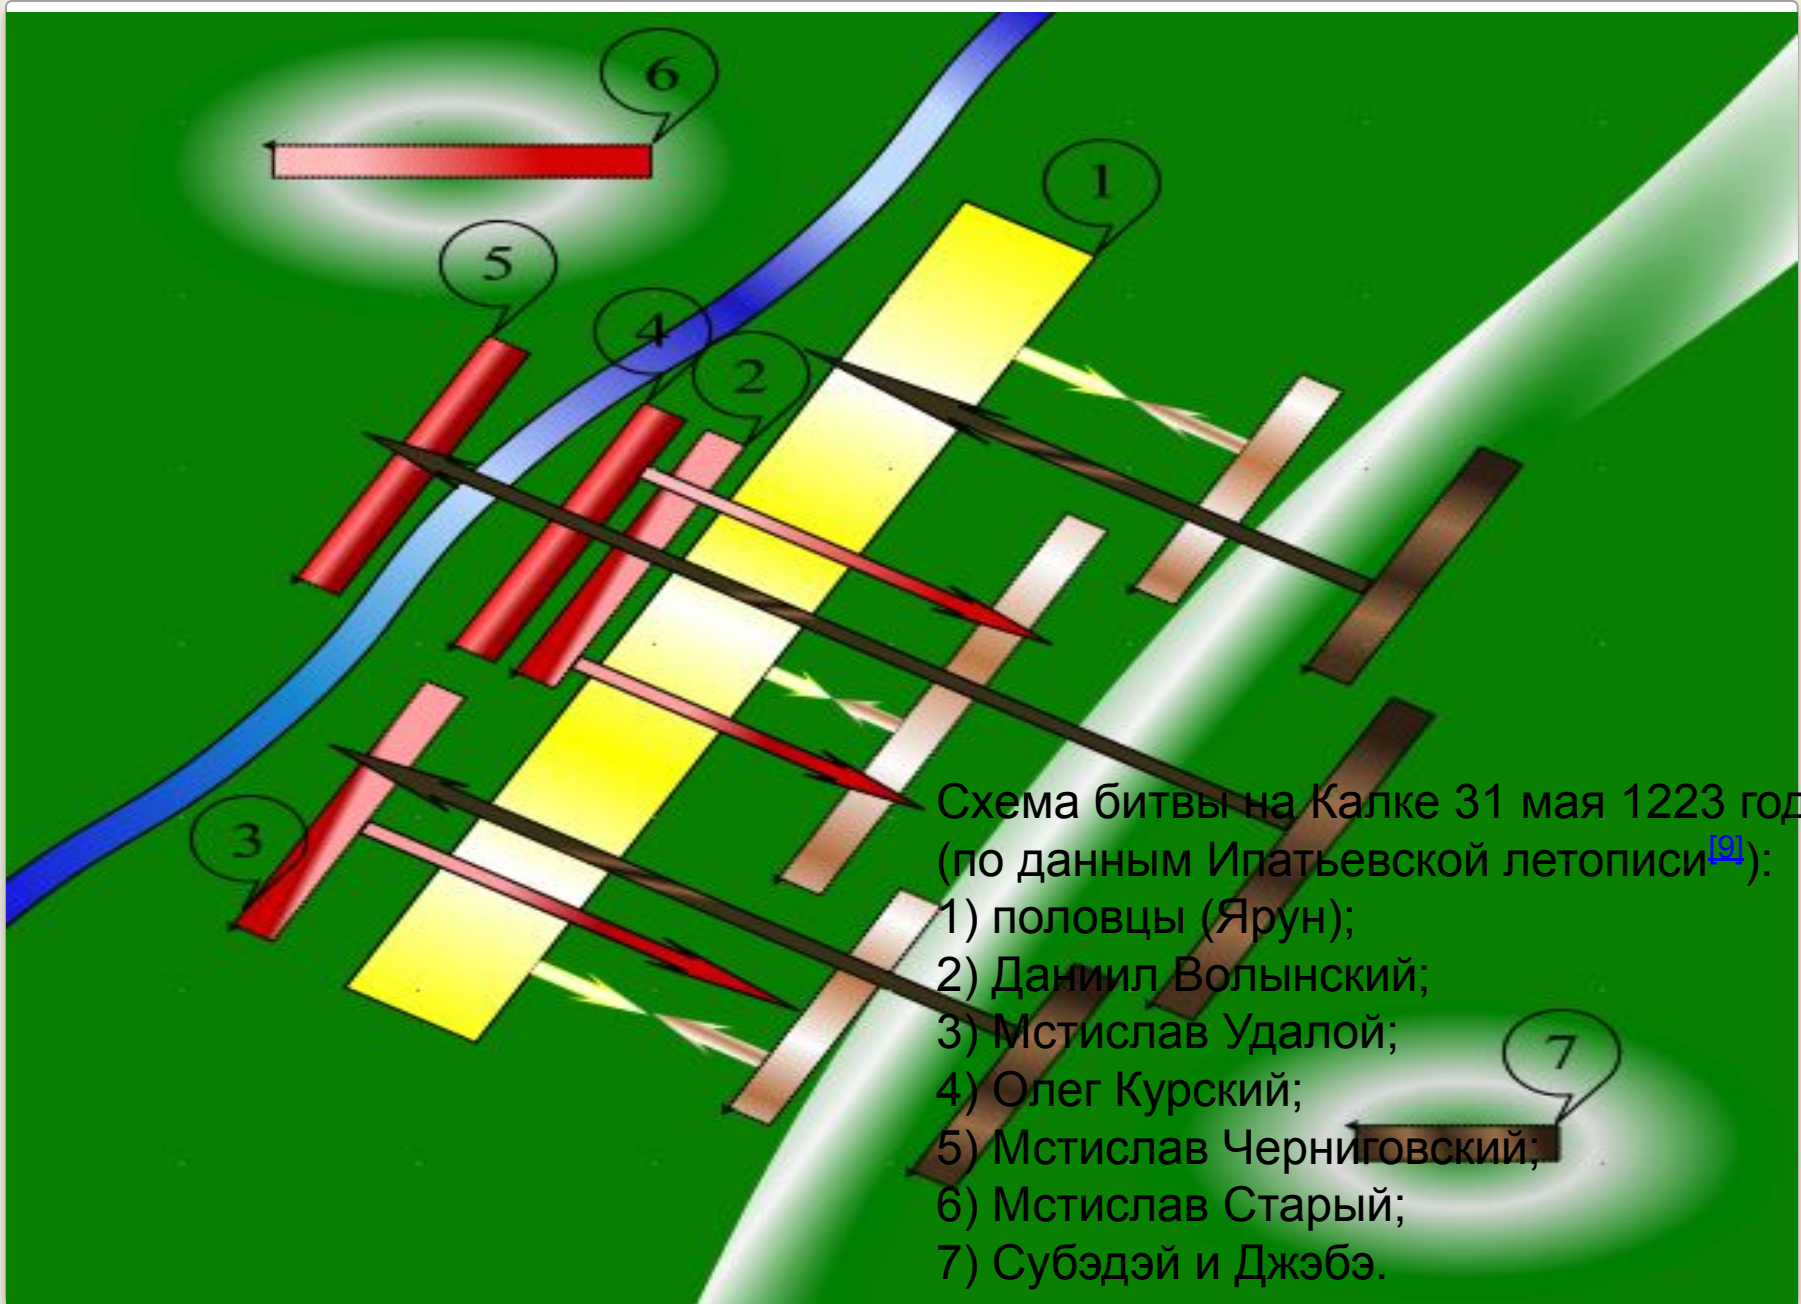 6
1
5
4
2
3
7
Схема битвы на Калке 31 мая 1223 год
(по данным Ипатьевской летописи[9]):
1) половцы (Ярун);
2) Даниил Волынский;
3) Мстислав Удалой;
4) Олег Курский;
5) Мстислав Черниговский;
6) Мстислав Старый;
7) Субэдэй и Джэбэ.